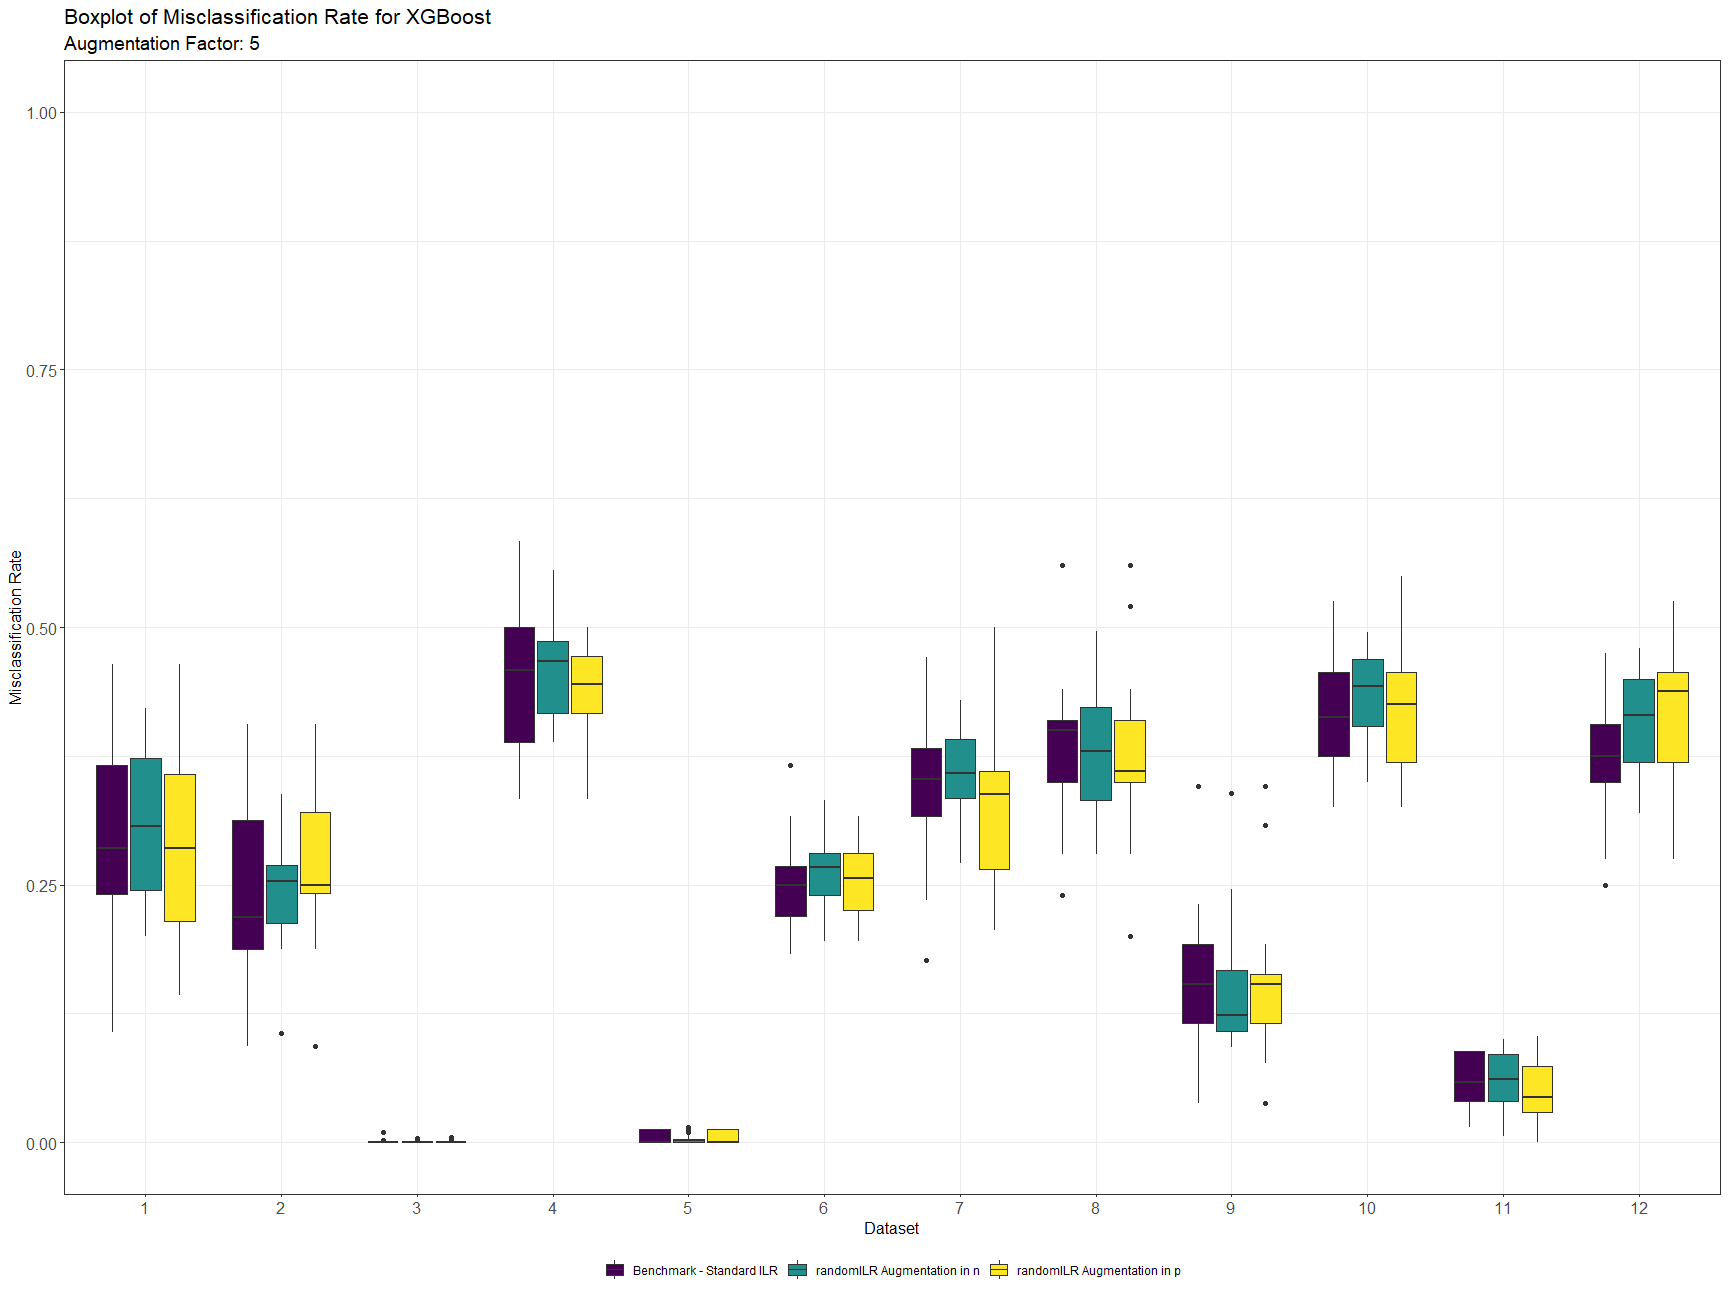 Boxplot of Misclassification Rate for XGBoost
Augmentation Factor: 5
Misclassification Rate
1.00
0.75
0.50
0.25
0.00
1 2 3 4 5 6 7 8 9 10 11 12
Dataset
Benchmark - Standard ILR randomILR Augmentation in n randomILR Augmentation in p